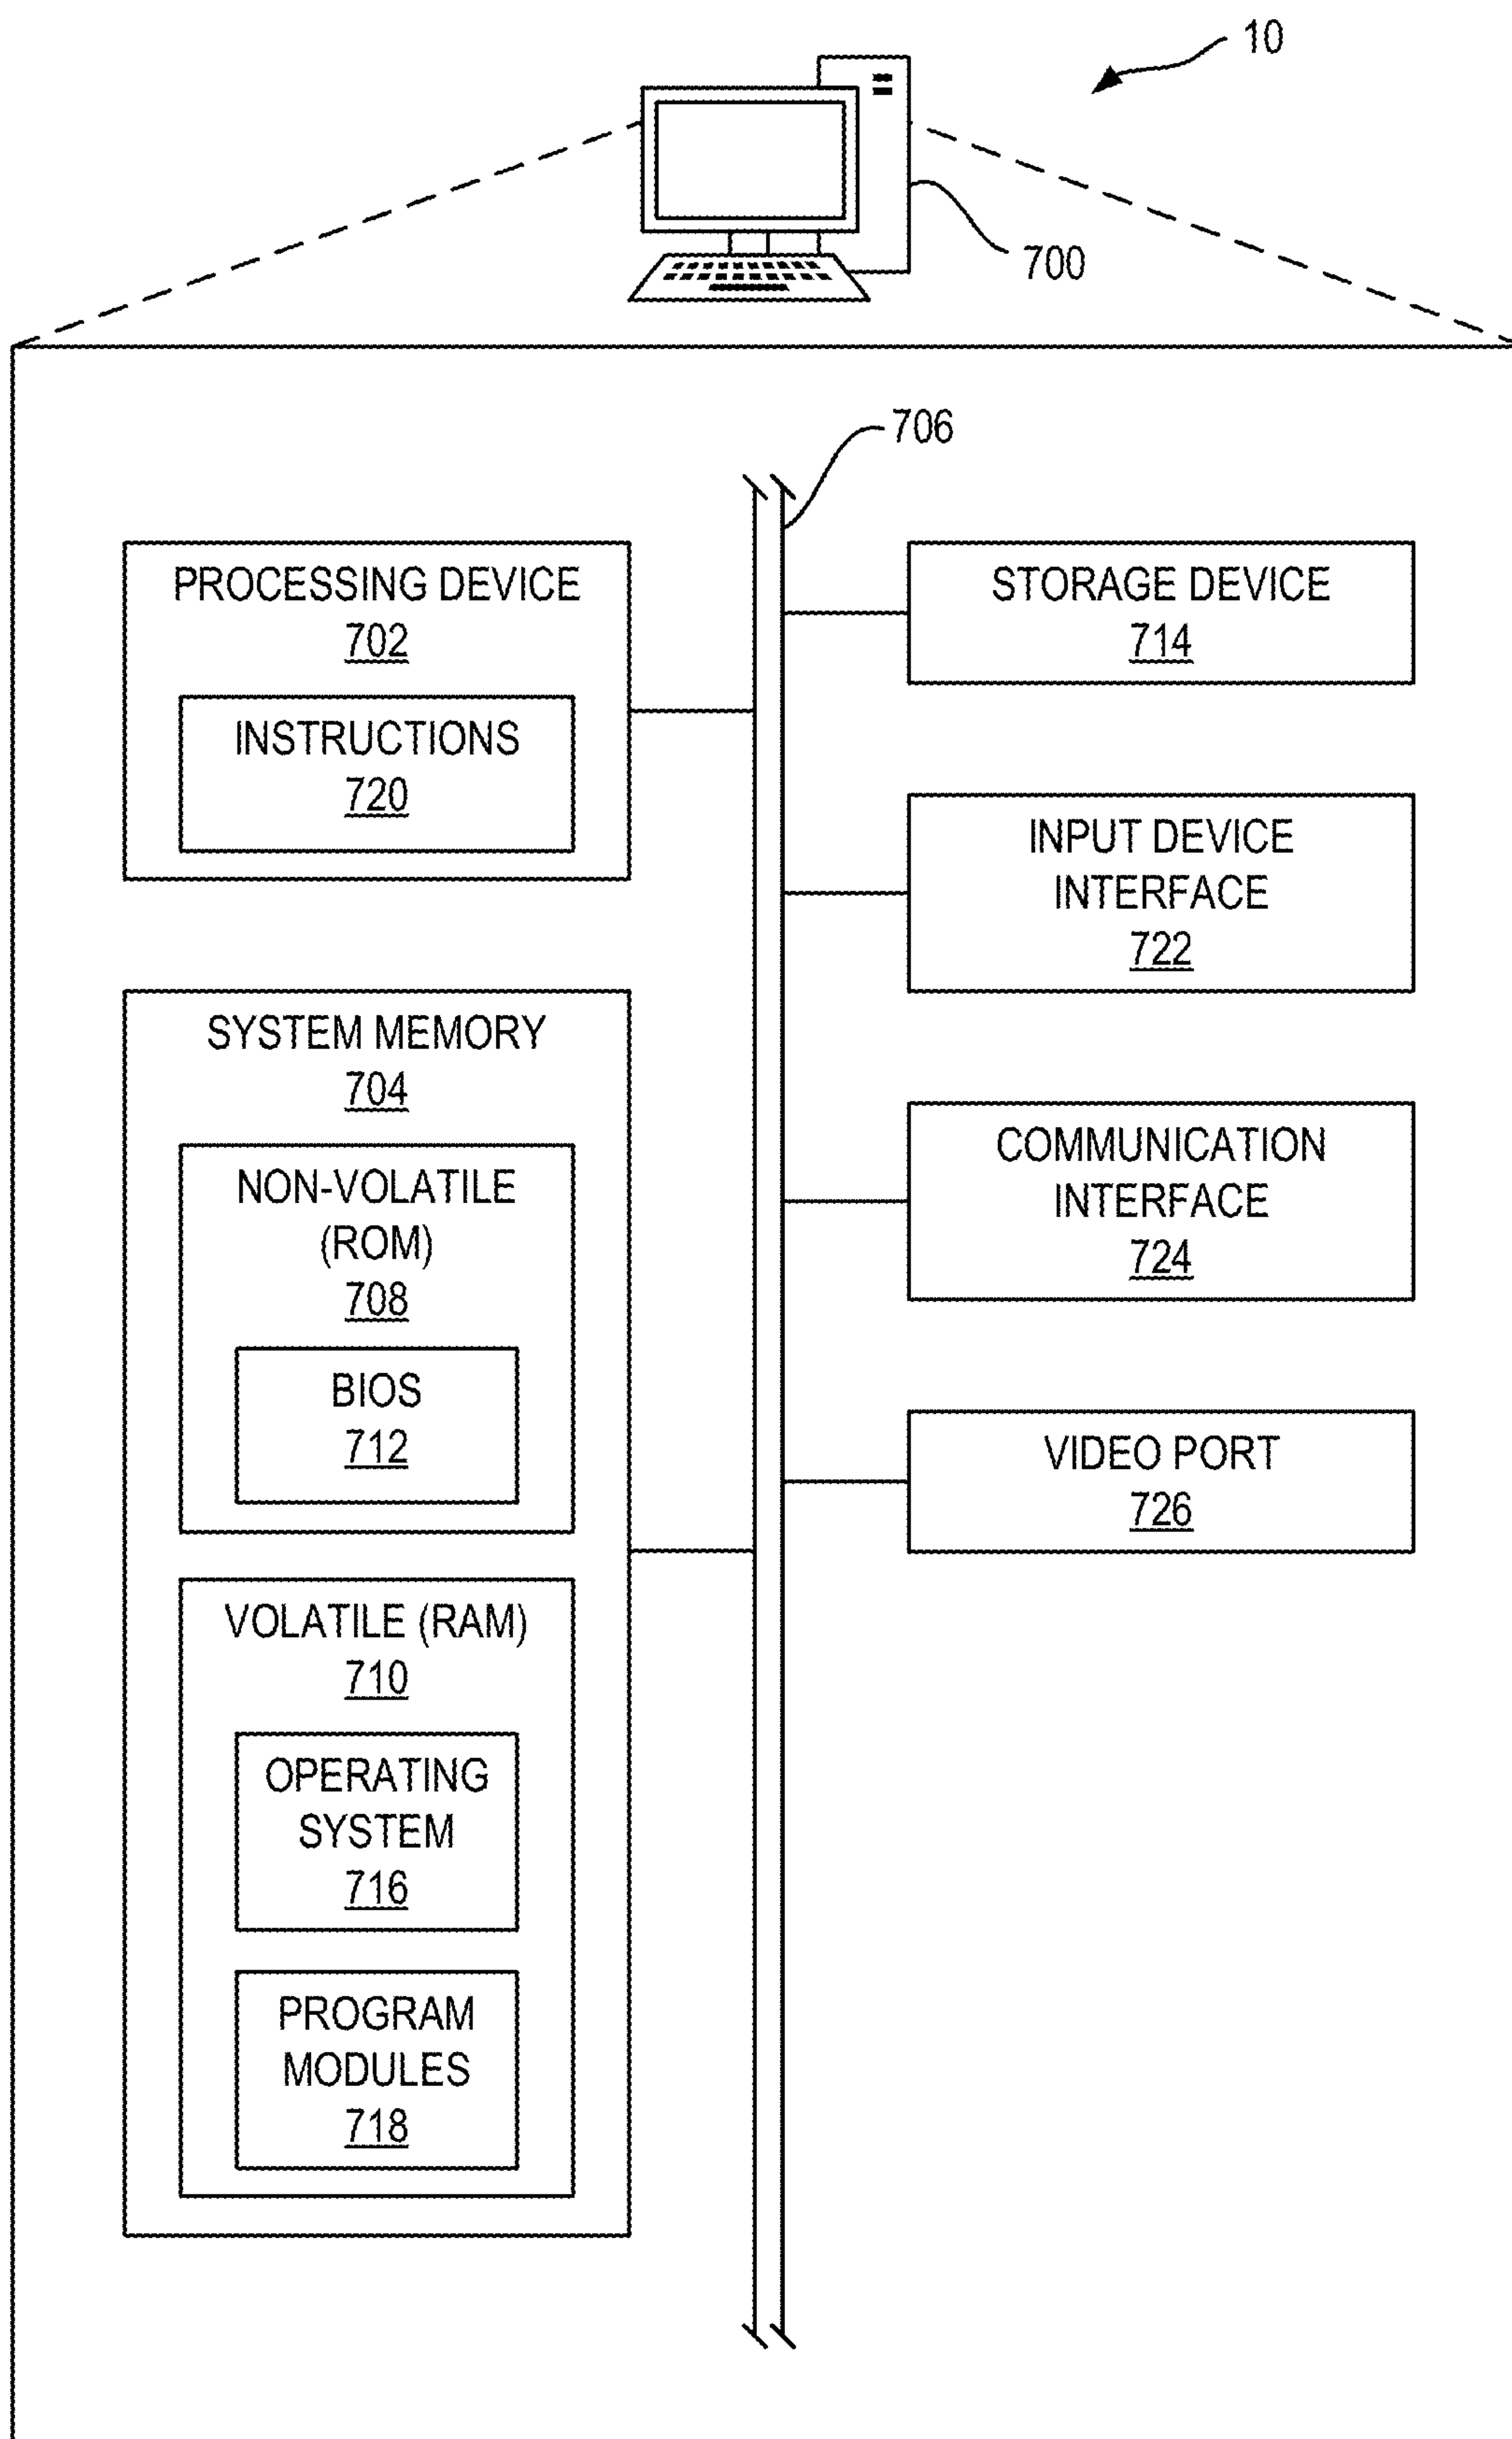 10
700
706
PROCESSING DEVICE
702
INSTRUCTIONS
720
SYSTEM MEMORY
704
NON-VOLATILE
(ROM)
708
BIOS
712
VOLATILE (RAM)
710
OPERATING
SYSTEM
716
PROGRAM
MODULES
718
STORAGE DEVICE
714
INPUT DEVICE
INTERFACE
722
COMMUNICATION
INTERFACE
724
VIDEO PORT
726